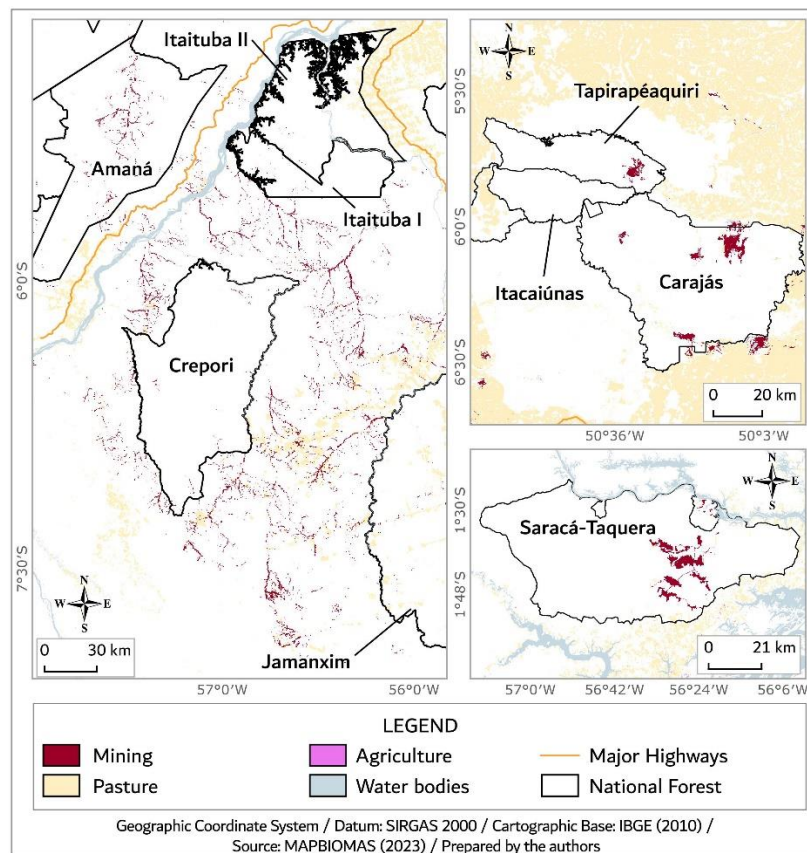 Itaituba II
Amaná
Itaituba I
Crepori
Jamanxim
6°0'S
7°30'S
N
W E
S
0 30 km
57°0'W 56°0'W
N
W E
S
Tapirapéaquiri
Itacaiúnas
Carajás
5°30'S
6°0'S
6°30'S
0 20 km
50°36'W 50°3'W
N
W E
S
Saracá-Taquera
1°30'S
1°48'S
0 21 km
57°0'W 56°42'W 56°24'W 56°6'W
LEGEND
Mining Agriculture Major Highways
Pasture Water bodies National Forest
Geographic Coordinate System / Datum: SIRGAS 2000 / Cartographic Base: IBGE (2010) /
Source: MAPBIOMAS (2023) / Prepared by the authors